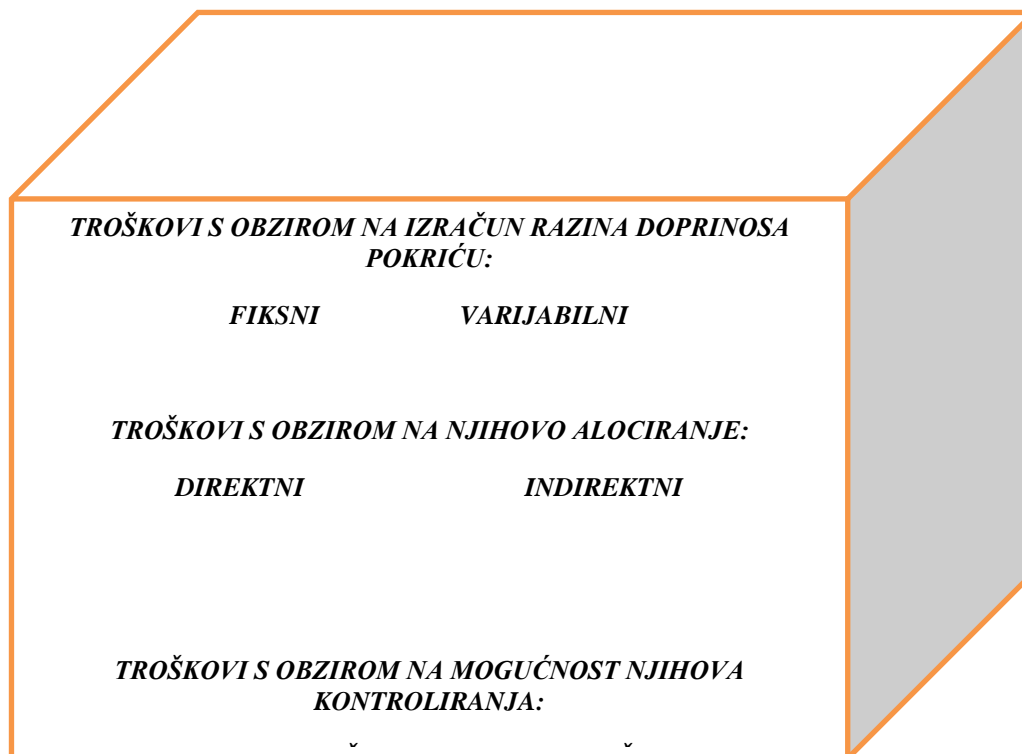 TROŠKOVI S OBZIROM NA IZRAČUN RAZINA DOPRINOSA
POKRIĆU:
FIKSNI VARIJABILNI
TROŠKOVI S OBZIROM NA NJIHOVO ALOCIRANJE:
DIREKTNI INDIREKTNI
TROŠKOVI S OBZIROM NA MOGUĆNOST NJIHOVA
KONTROLIRANJA: